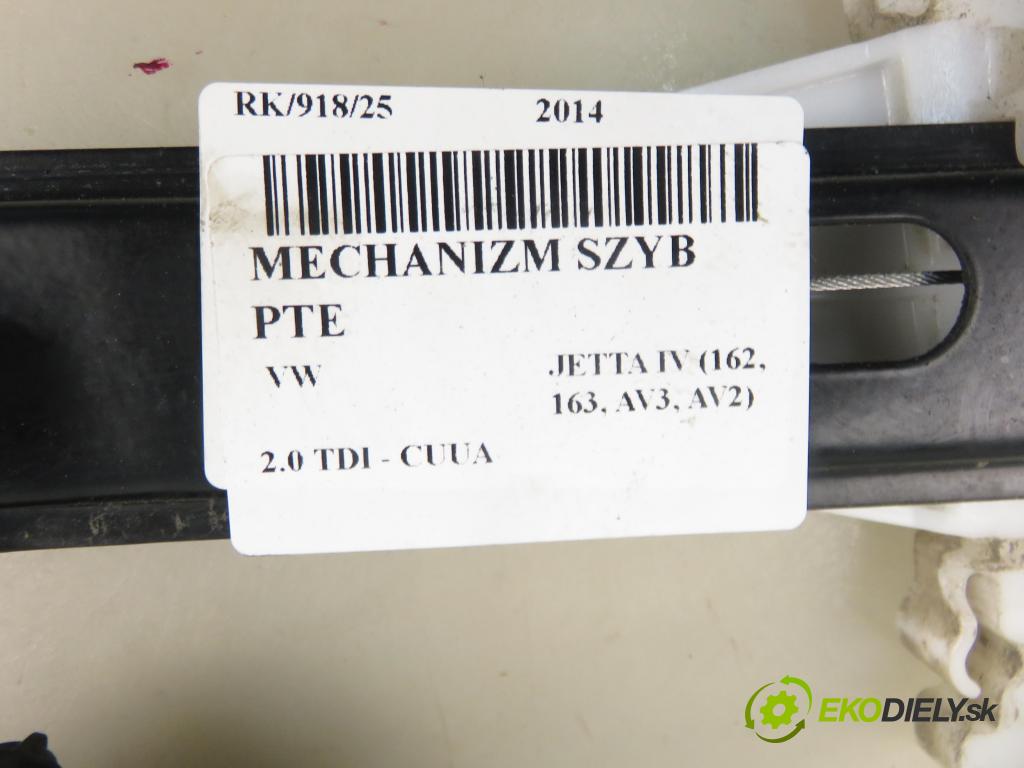 RK/918/25 2014
MECHANIZM SZYB
PTE
VW JETTA IV (162,
163, AV3, AV2)
2.0 TDI - CUUA
EKODIELY.sk